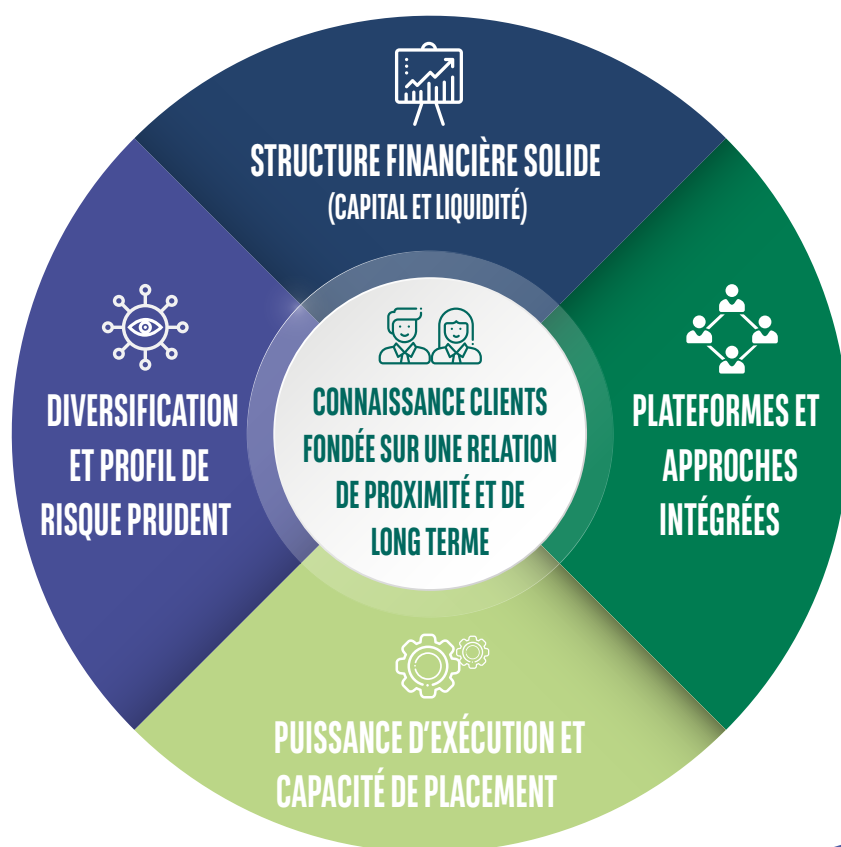 STRUCTURE FINANCIÈRE SOLIDE
(CAPITAL ET LIQUIDITÉ)
DIVERSIFICATION
ET PROFIL DE
RISQUE PRUDENT
CONNAISSANCE CLIENTS
FONDÉE SUR UNE RELATION
DE PROXIMITÉ ET DE
LONG TERME
PLATEFORMES ET
APPROCHES
INTÉGRÉES
PUISSANCE D'EXÉCUTION ET
CAPACITÉ DE PLACEMENT